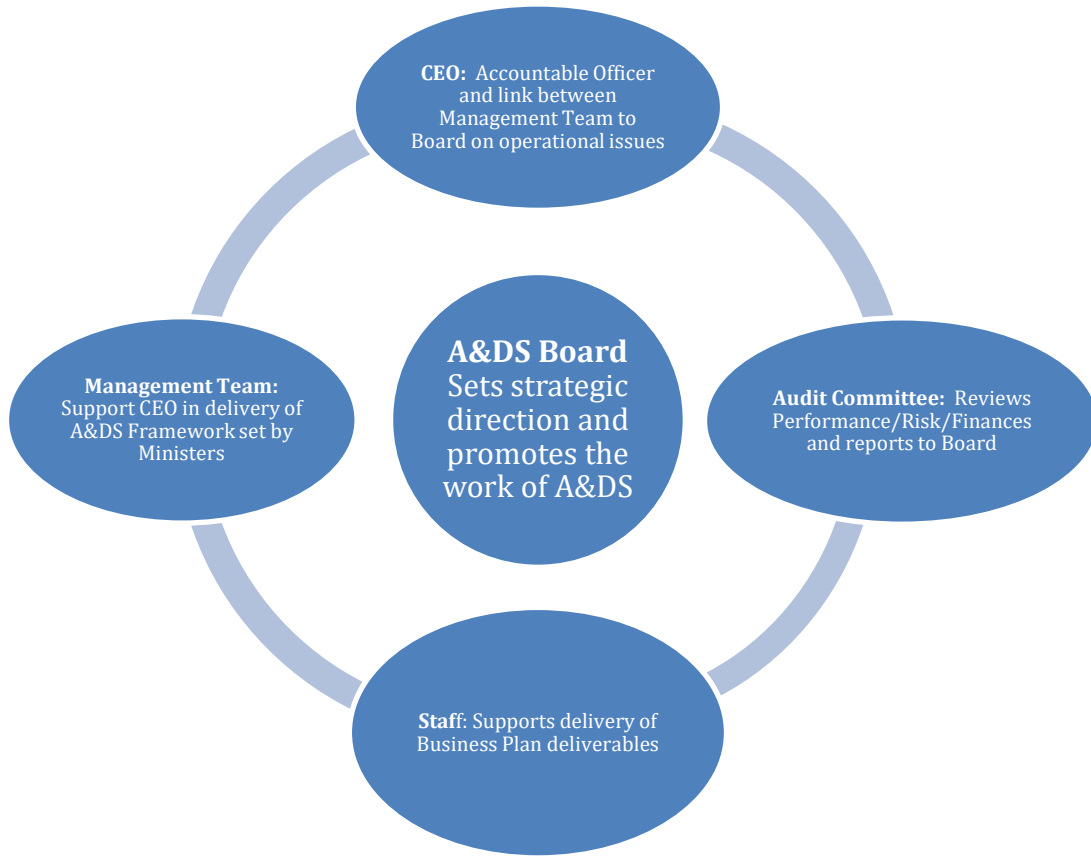 CEO: Accountable Officer
and link between
Management Team to
Board on operational issues
A&DS Board
Sets strategic
direction and
promotes the
work of A&DS
Management Team:
Support CEO in delivery of
A&DS Framework set by
Ministers
Audit Committee: Reviews
Performance/Risk/Finances
and reports to Board
Staff: Supports delivery of
Business Plan deliverables